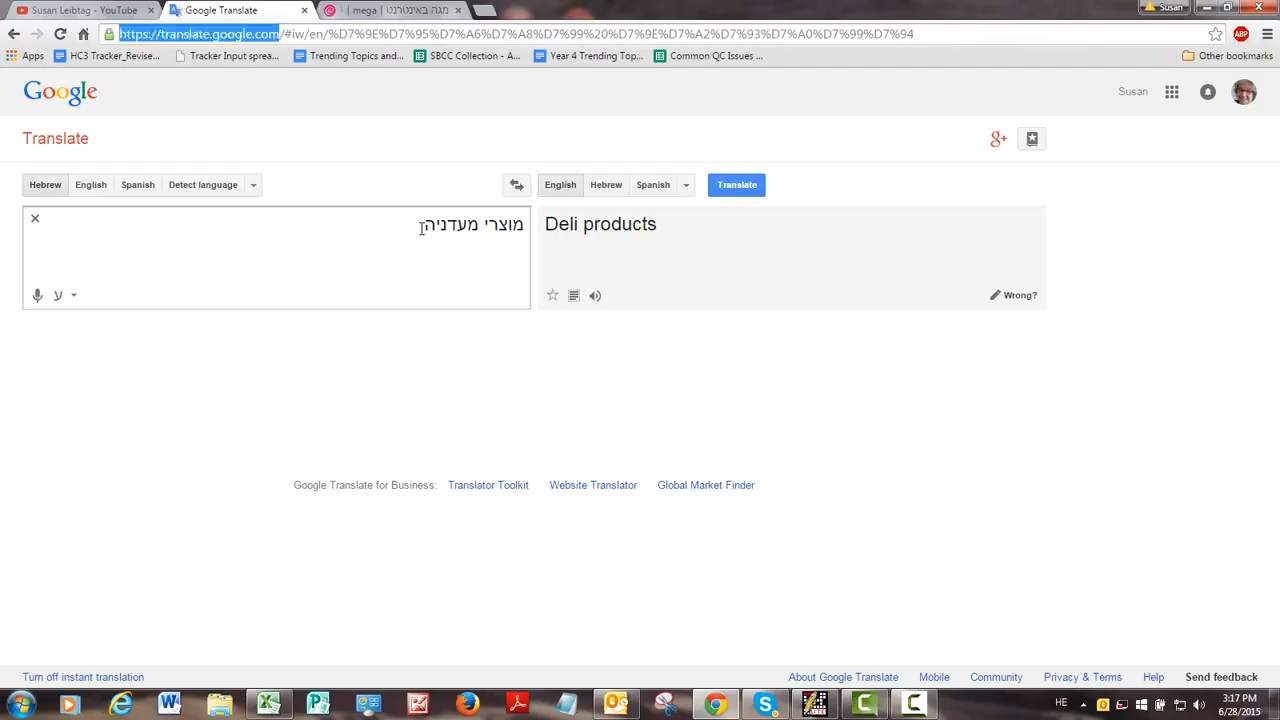 Susan Leibtag - YouTube
Google Translate
mega | מגה באינטרנט
Susan
https://translate.google.com/#iw/en/%D7%9E%D7%95%D7%A6%D7%A8%D7%99%20%D7%9E%D7%A2%D7%93%D7%A0%D7%99%D7%94
ABP
Apps
HC3 Tracker_Revise...
Tracker Input sprea...
Trending Topics and...
SBCC Collection - A...
Year 4 Trending Top...
Common QC Issues ...
Other bookmarks
Google
Susan
Translate
g+
Hebrew English Spanish Detect language
English Hebrew Spanish Translate
מוצרי מעדניה
Deli products
ע
Wrong?
Google Translate for Business: Translator Toolkit Website Translator Global Market Finder
Turn off instant translation
About Google Translate Mobile Community Privacy & Terms Help Send feedback
HE
3:17 PM
6/28/2015